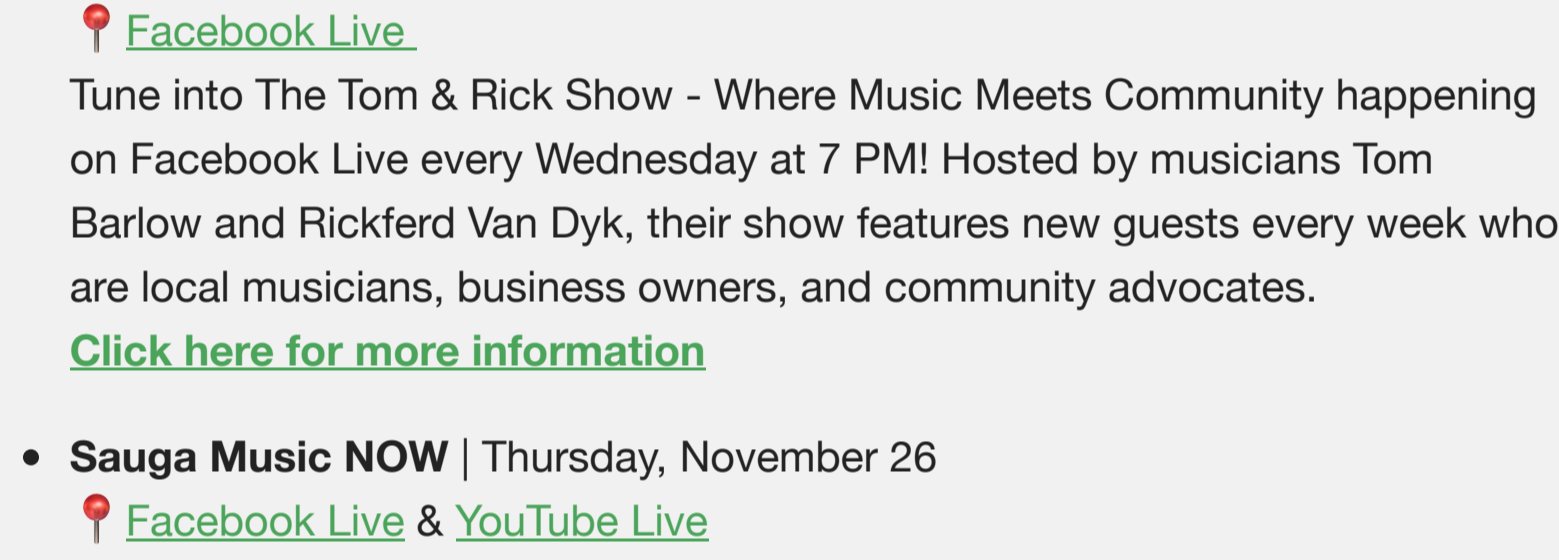 📍 Facebook Live
Tune into The Tom & Rick Show - Where Music Meets Community happening
on Facebook Live every Wednesday at 7 PM! Hosted by musicians Tom
Barlow and Rickferd Van Dyk, their show features new guests every week who
are local musicians, business owners, and community advocates.
Click here for more information
• Sauga Music NOW | Thursday, November 26
📍 Facebook Live & YouTube Live